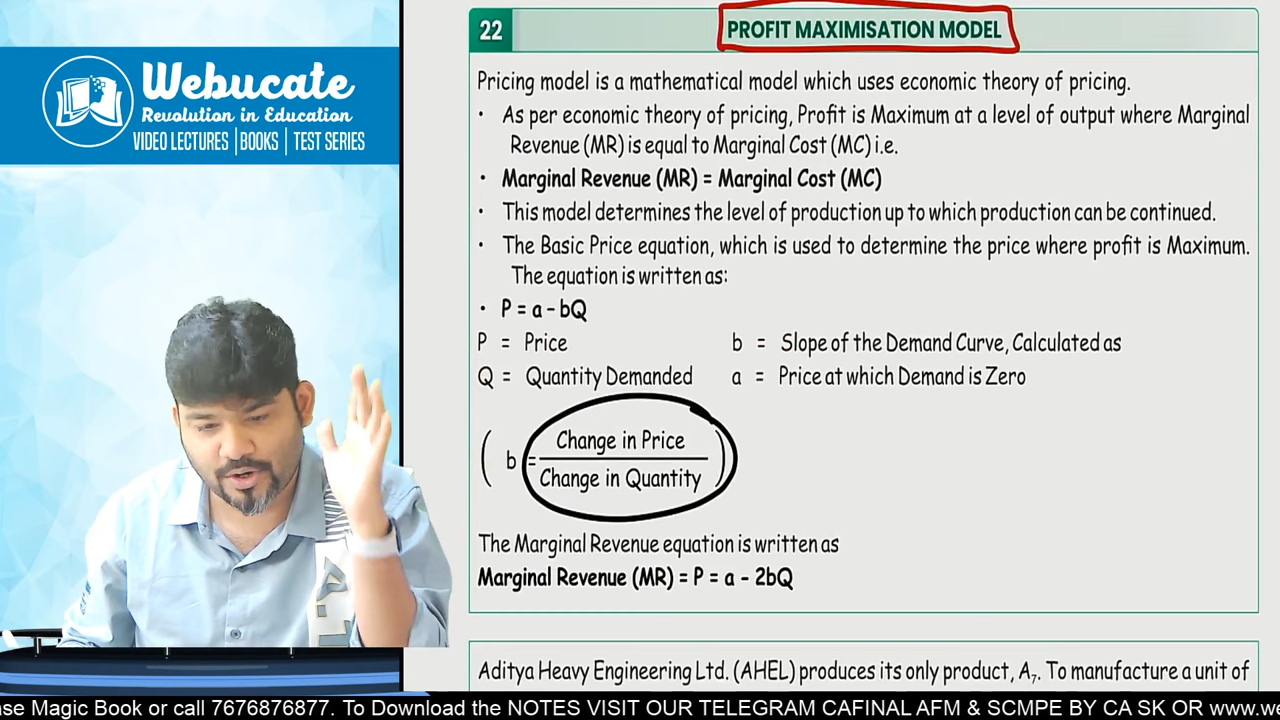 Webucate
Revolution in Education
VIDEO LECTURES | BOOKS | TEST SERIES
22 PROFIT MAXIMISATION MODEL
Pricing model is a mathematical model which uses economic theory of pricing.
• As per economic theory of pricing, Profit is Maximum at a level of output where Marginal
Revenue (MR) is equal to Marginal Cost (MC) i.e.
• Marginal Revenue (MR) = Marginal Cost (MC)
• This model determines the level of production up to which production can be continued.
• The Basic Price equation, which is used to determine the price where profit is Maximum.
The equation is written as:
• P = a – bQ
P = Price b = Slope of the Demand Curve, Calculated as
Q = Quantity Demanded a = Price at which Demand is Zero
Change in Price
( b = )
Change in Quantity
The Marginal Revenue equation is written as
Marginal Revenue (MR) = P = a – 2bQ
Aditya Heavy Engineering Ltd. (AHEL) produces its only product, A₇. To manufacture a unit of
se Magic Book or call 7676876877. To Download the NOTES VISIT OUR TELEGRAM CAFINAL AFM & SCMPE BY CA SK OR www.we